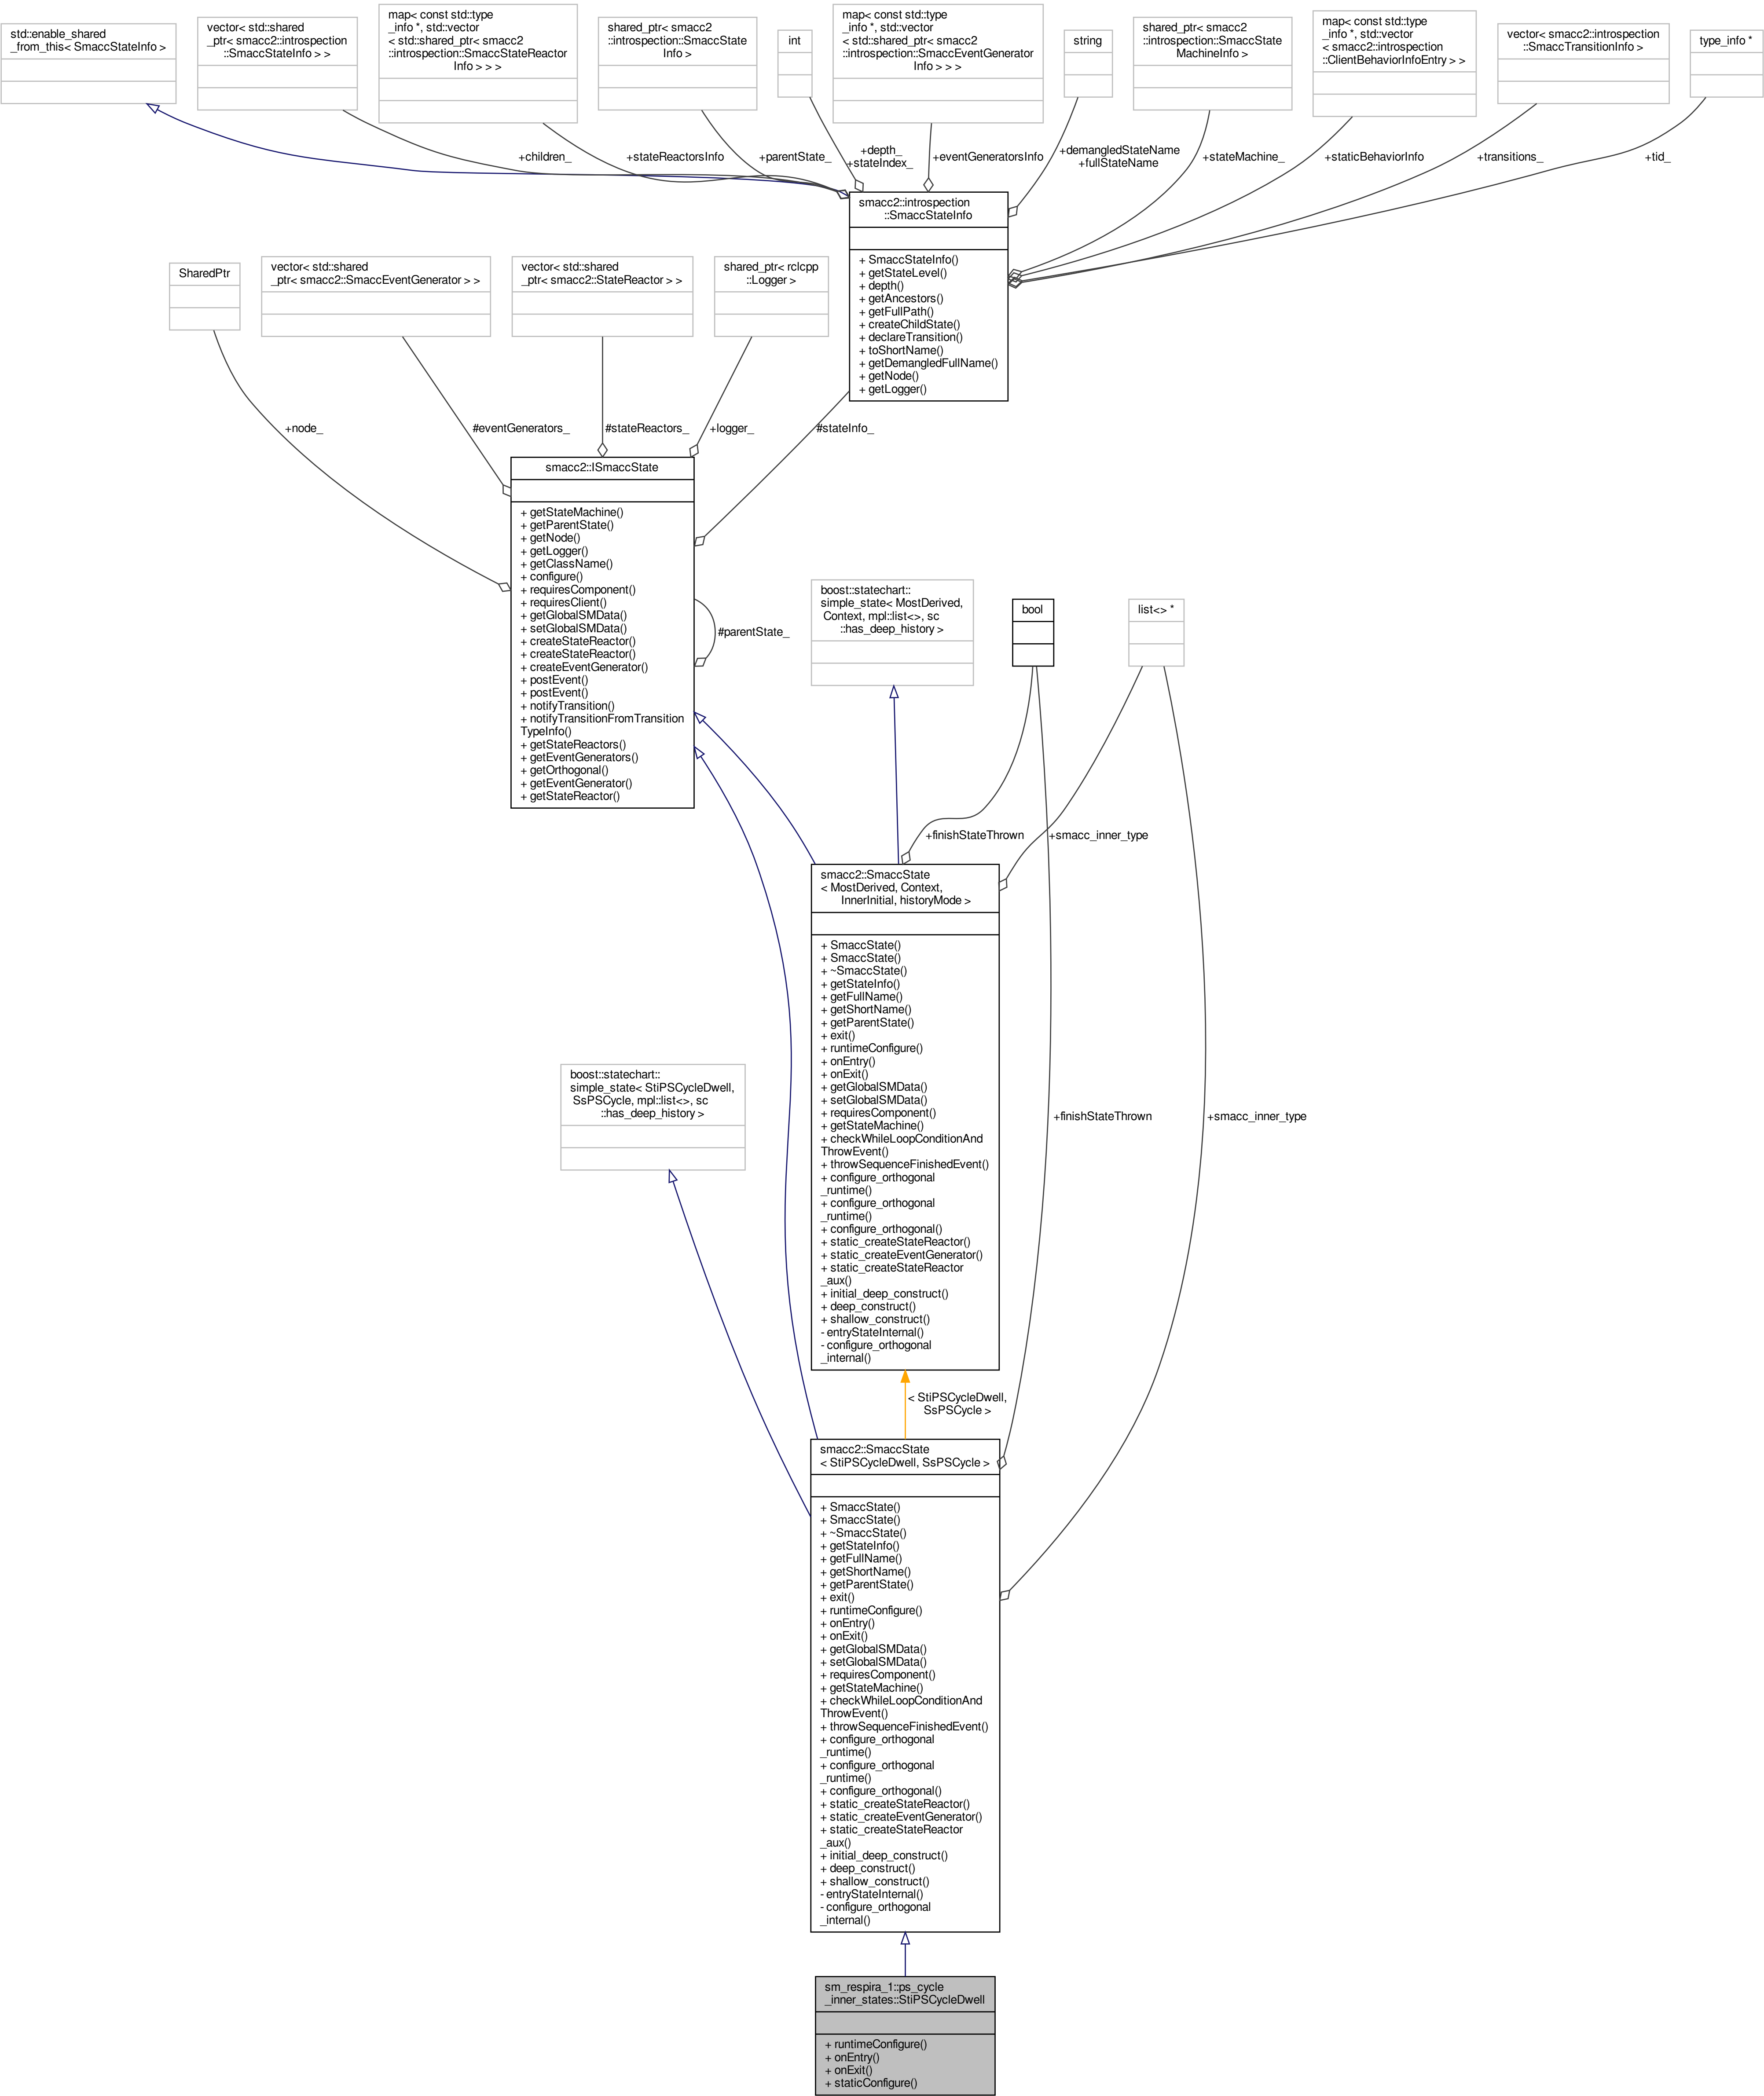 std::enable_shared
_from_this< SmaccStateInfo >
vector< std::shared
_ptr< smacc2::introspection
::SmaccStateInfo > >
map< const std::type
_info *, std::vector
< std::shared_ptr< smacc2
::introspection::SmaccStateReactor
Info > > >
shared_ptr< smacc2
::introspection::SmaccState
Info >
int
map< const std::type
_info *, std::vector
< std::shared_ptr< smacc2
::introspection::SmaccEventGenerator
Info > > >
string
shared_ptr< smacc2
::introspection::SmaccState
MachineInfo >
map< const std::type
_info *, std::vector
< smacc2::introspection
::ClientBehaviorInfoEntry > >
vector< smacc2::introspection
::SmaccTransitionInfo >
type_info *
+children_
+stateReactorsInfo
+parentState_
+depth_
+stateIndex_
+eventGeneratorsInfo
+demangledStateName
+fullStateName
+stateMachine_
+staticBehaviorInfo
+transitions_
+tid_
smacc2::introspection
::SmaccStateInfo
+ SmaccStateInfo()
+ getStateLevel()
+ depth()
+ getAncestors()
+ getFullPath()
+ createChildState()
+ declareTransition()
+ toShortName()
+ getDemangledFullName()
+ getNode()
+ getLogger()
SharedPtr
vector< std::shared
_ptr< smacc2::SmaccEventGenerator > >
vector< std::shared
_ptr< smacc2::StateReactor > >
shared_ptr< rclcpp
::Logger >
+node_
#eventGenerators_
#stateReactors_
+logger_
#stateInfo_
smacc2::ISmaccState
+ getStateMachine()
+ getParentState()
+ getNode()
+ getLogger()
+ getClassName()
+ configure()
+ requiresComponent()
+ requiresClient()
+ getGlobalSMData()
+ setGlobalSMData()
+ createStateReactor()
+ createStateReactor()
+ createEventGenerator()
+ postEvent()
+ postEvent()
+ notifyTransition()
+ notifyTransitionFromTransition
TypeInfo()
+ getStateReactors()
+ getEventGenerators()
+ getOrthogonal()
+ getEventGenerator()
+ getStateReactor()
#parentState_
boost::statechart::
simple_state< MostDerived,
Context, mpl::list<>, sc
::has_deep_history >
bool
list<> *
+finishStateThrown
+smacc_inner_type
smacc2::SmaccState
< MostDerived, Context,
InnerInitial, historyMode >
+ SmaccState()
+ SmaccState()
+ ~SmaccState()
+ getStateInfo()
+ getFullName()
+ getShortName()
+ getParentState()
+ exit()
+ runtimeConfigure()
+ onEntry()
+ onExit()
+ getGlobalSMData()
+ setGlobalSMData()
+ requiresComponent()
+ getStateMachine()
+ checkWhileLoopConditionAnd
ThrowEvent()
+ throwSequenceFinishedEvent()
+ configure_orthogonal
_runtime()
+ configure_orthogonal
_runtime()
+ configure_orthogonal()
+ static_createStateReactor()
+ static_createEventGenerator()
+ static_createStateReactor
_aux()
+ initial_deep_construct()
+ deep_construct()
+ shallow_construct()
- entryStateInternal()
- configure_orthogonal
_internal()
boost::statechart::
simple_state< StiPSCycleDwell,
SsPSCycle, mpl::list<>, sc
::has_deep_history >
+finishStateThrown
+smacc_inner_type
< StiPSCycleDwell,
SsPSCycle >
smacc2::SmaccState
< StiPSCycleDwell, SsPSCycle >
+ SmaccState()
+ SmaccState()
+ ~SmaccState()
+ getStateInfo()
+ getFullName()
+ getShortName()
+ getParentState()
+ exit()
+ runtimeConfigure()
+ onEntry()
+ onExit()
+ getGlobalSMData()
+ setGlobalSMData()
+ requiresComponent()
+ getStateMachine()
+ checkWhileLoopConditionAnd
ThrowEvent()
+ throwSequenceFinishedEvent()
+ configure_orthogonal
_runtime()
+ configure_orthogonal
_runtime()
+ configure_orthogonal()
+ static_createStateReactor()
+ static_createEventGenerator()
+ static_createStateReactor
_aux()
+ initial_deep_construct()
+ deep_construct()
+ shallow_construct()
- entryStateInternal()
- configure_orthogonal
_internal()
sm_respira_1::ps_cycle
_inner_states::StiPSCycleDwell
+ runtimeConfigure()
+ onEntry()
+ onExit()
+ staticConfigure()